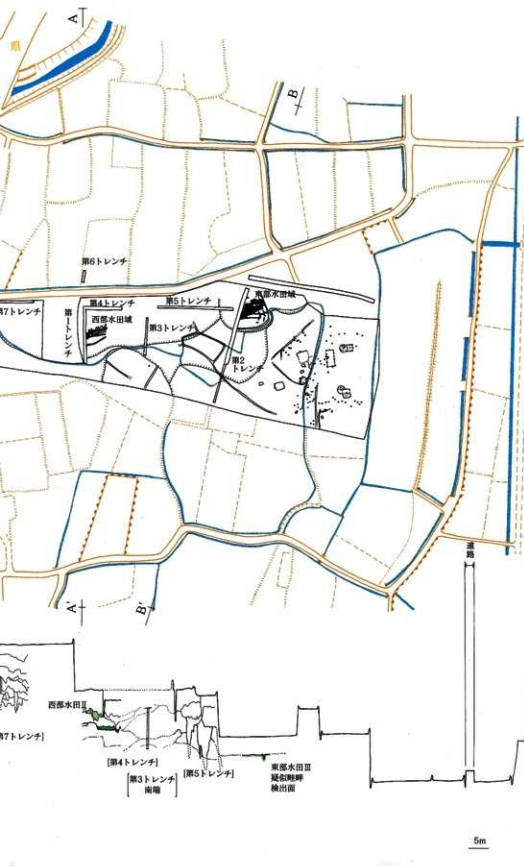 A
県
B
第6トレンチ
第7トレンチ
第1トレンチ
第4トレンチ
西部水田域
第5トレンチ
第3トレンチ
東部水田域
第2
トレンチ
A'
B'
道路
西部水田Ⅱ
第7トレンチ]
[第4トレンチ]
[第3トレンチ
南端]
[第5トレンチ]
東部水田Ⅲ
疑似畦畔
検出面
5m